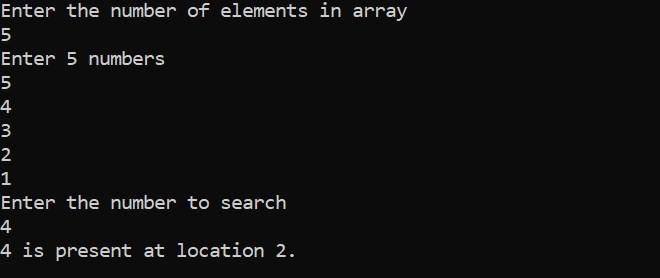 Enter the number of elements in array
5
Enter 5 numbers
5
4
3
2
1
Enter the number to search
4
4 is present at location 2.